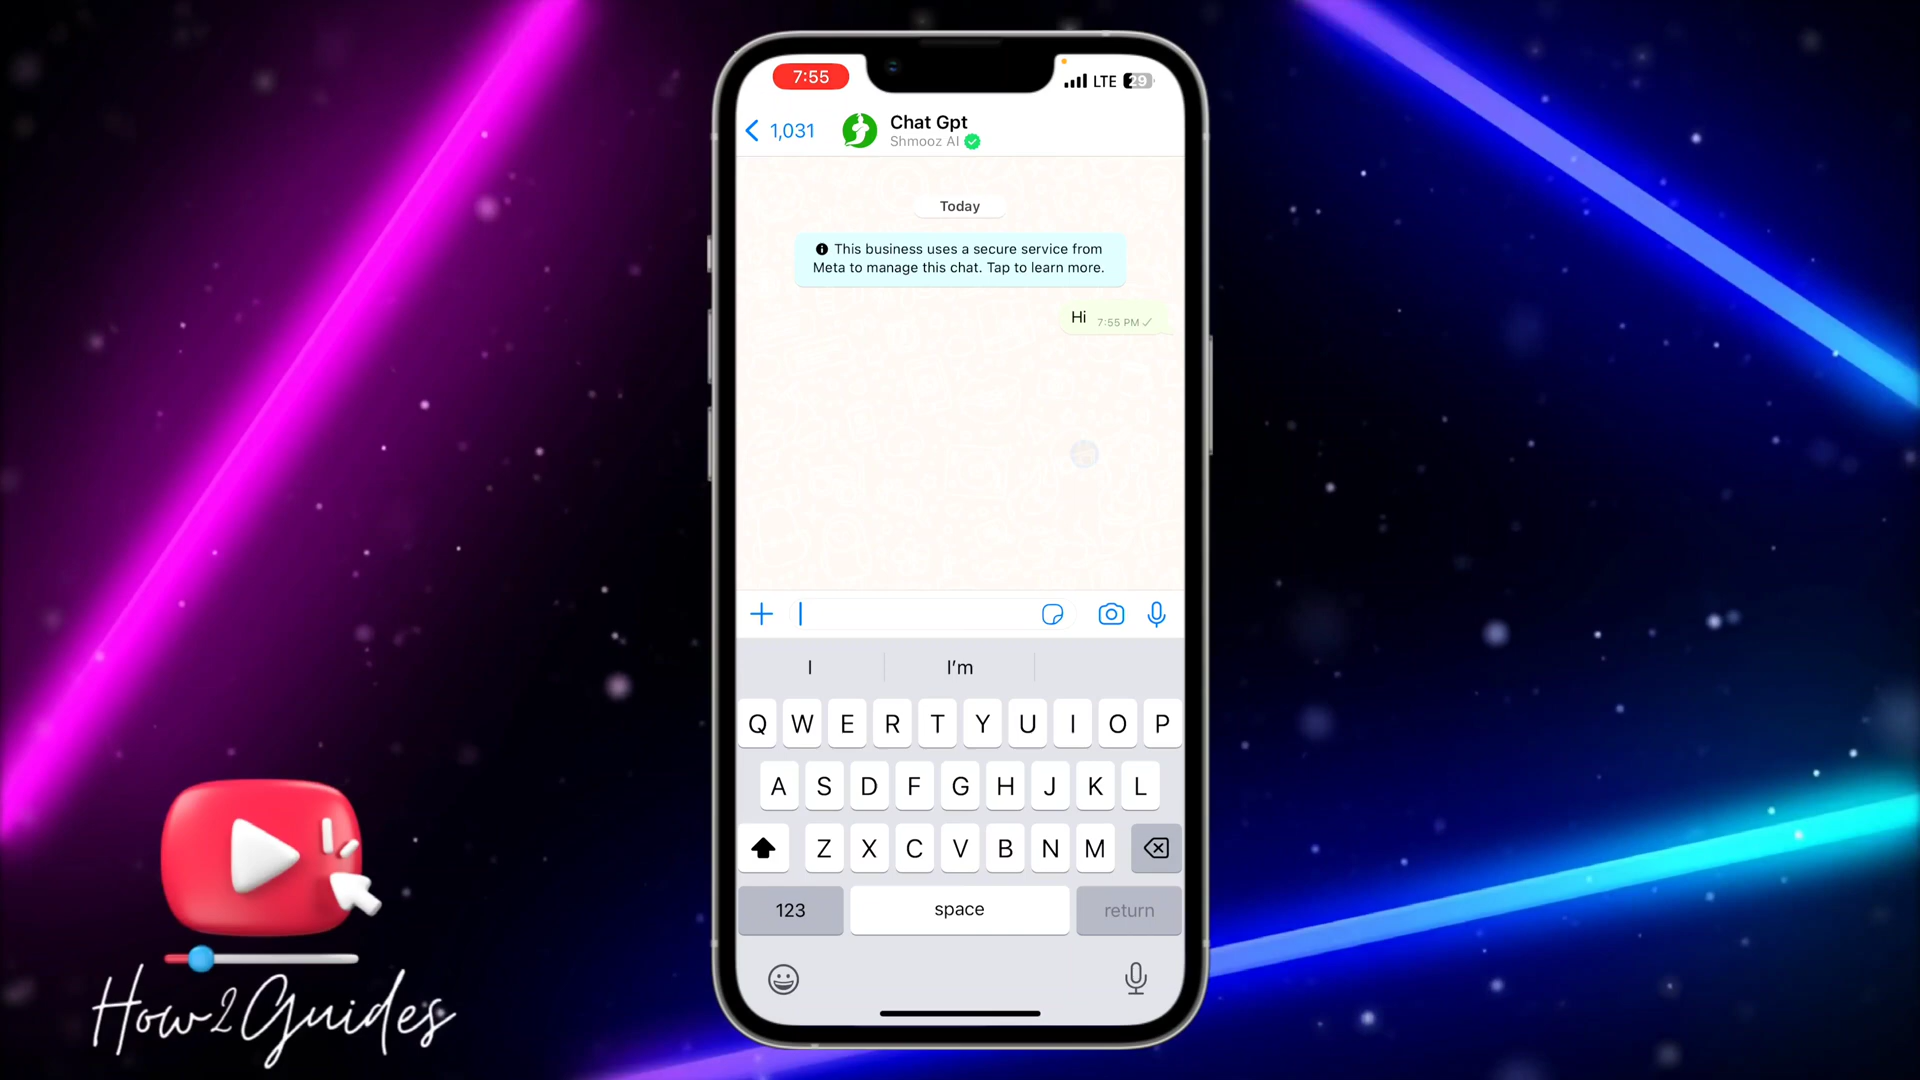 7:55
LTE 29
1,031
Chat Gpt
Shmooz AI
Today
This business uses a secure service from
Meta to manage this chat. Tap to learn more.
Hi 7:55 PM
I I'm
Q W E R T Y U I O P
A S D F G H J K L
Z X C V B N M
123 space return
How2Guides